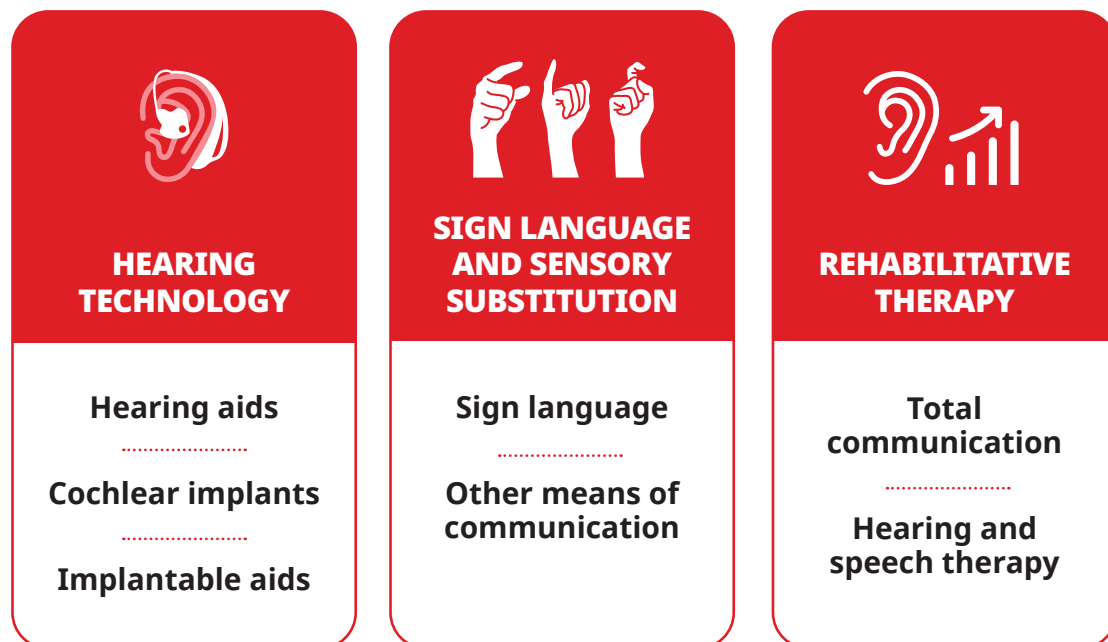 HEARING
TECHNOLOGY
Hearing aids
Cochlear implants
Implantable aids
SIGN LANGUAGE
AND SENSORY
SUBSTITUTION
Sign language
Other means of
communication
REHABILITATIVE
THERAPY
Total
communication
Hearing and
speech therapy